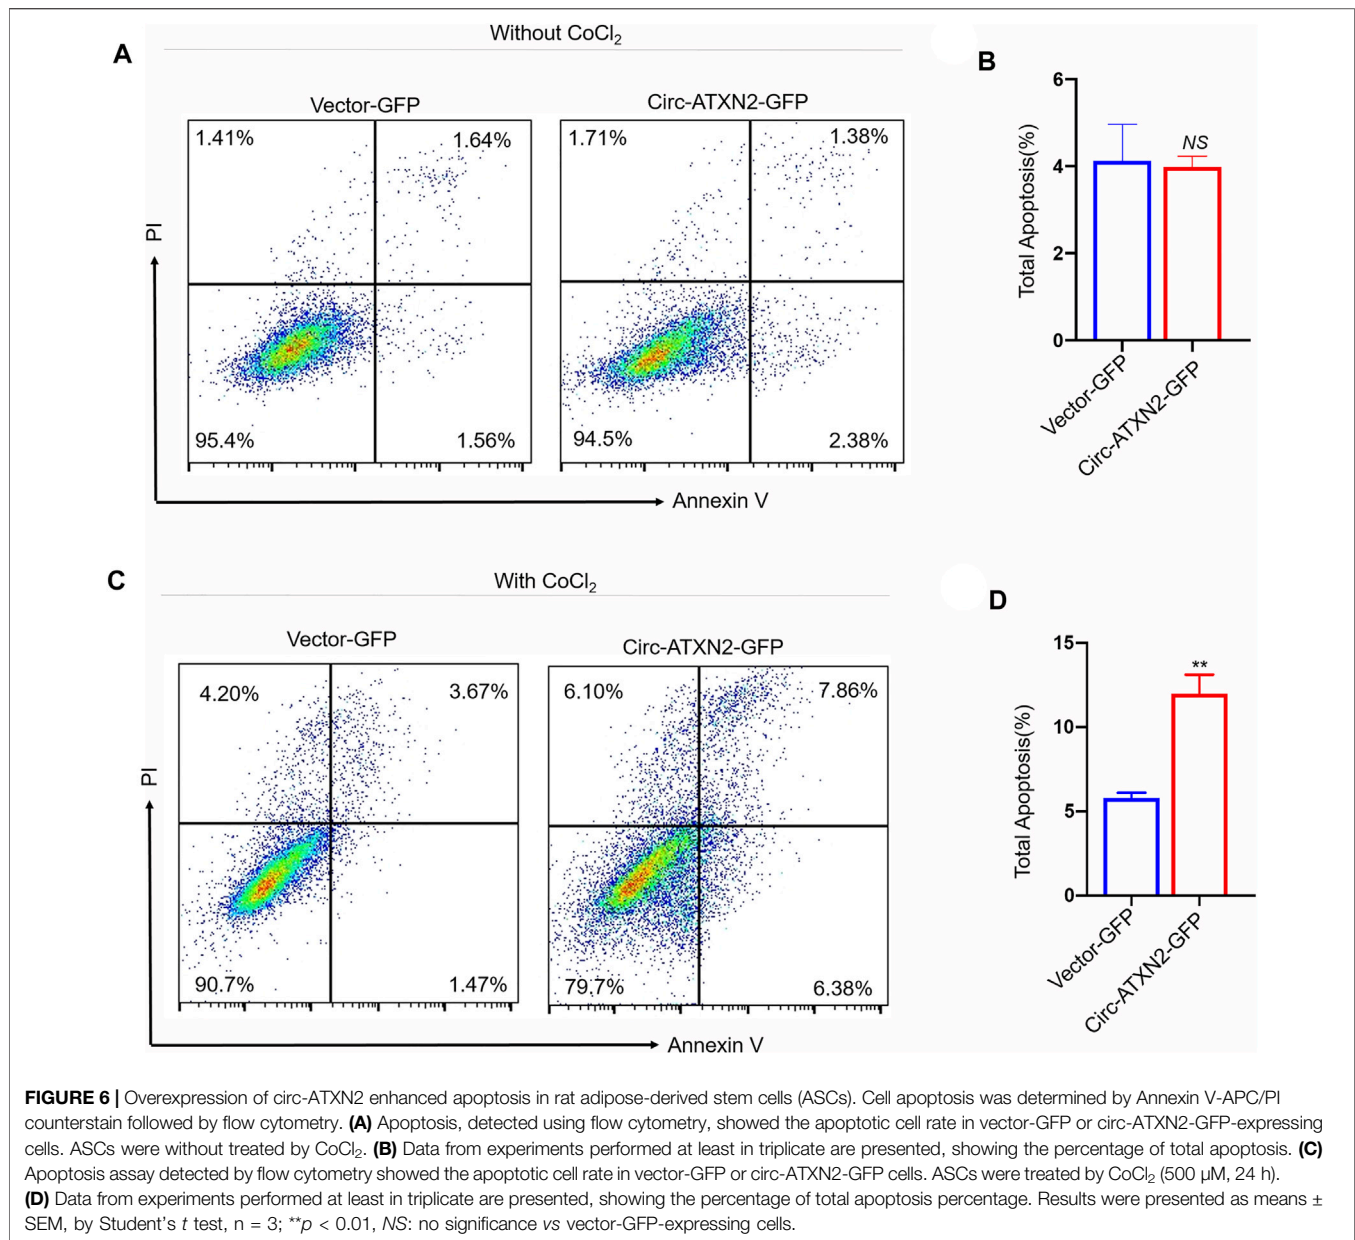 Without CoCl₂
A
Vector-GFP
Circ-ATXN2-GFP
1.41%
1.64%
95.4%
1.56%
1.71%
1.38%
94.5%
2.38%
PI
Annexin V
B
Total Apoptosis(%)
6
4
2
0
NS
Vector-GFP
Circ-ATXN2-GFP
C
With CoCl₂
Vector-GFP
Circ-ATXN2-GFP
4.20%
3.67%
90.7%
1.47%
6.10%
7.86%
79.7%
6.38%
PI
Annexin V
D
Total Apoptosis(%)
15
10
5
0
**
Vector-GFP
Circ-ATXN2-GFP
FIGURE 6 | Overexpression of circ-ATXN2 enhanced apoptosis in rat adipose-derived stem cells (ASCs). Cell apoptosis was determined by Annexin V-APC/PI
counterstain followed by flow cytometry. (A) Apoptosis, detected using flow cytometry, showed the apoptotic cell rate in vector-GFP or circ-ATXN2-GFP-expressing
cells. ASCs were without treated by CoCl₂. (B) Data from experiments performed at least in triplicate are presented, showing the percentage of total apoptosis. (C)
Apoptosis assay detected by flow cytometry showed the apoptotic cell rate in vector-GFP or circ-ATXN2-GFP cells. ASCs were treated by CoCl₂ (500 μM, 24 h).
(D) Data from experiments performed at least in triplicate are presented, showing the percentage of total apoptosis percentage. Results were presented as means ±
SEM, by Student's t test, n = 3; **p < 0.01, NS: no significance vs vector-GFP-expressing cells.